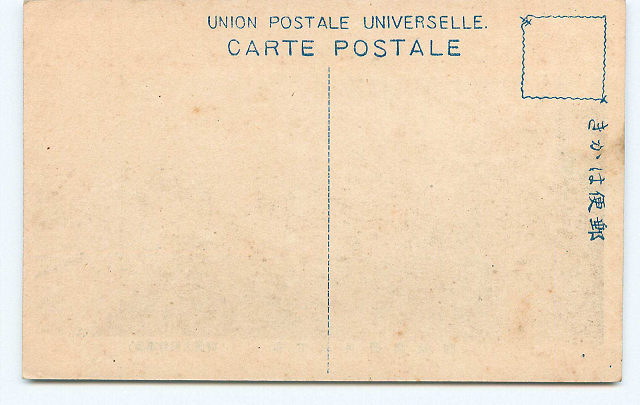 UNION POSTALE UNIVERSELLE.
CARTE POSTALE
郵便はかき